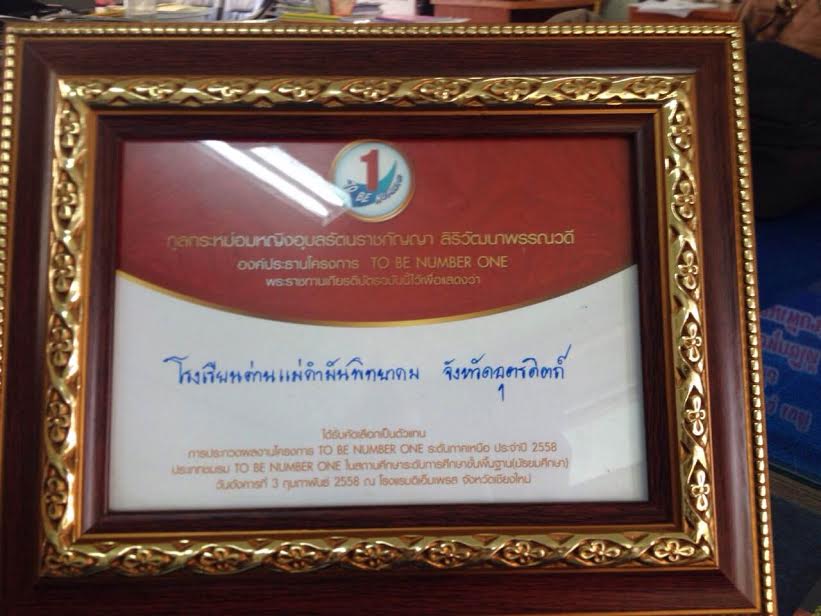 1
TO BE NUMBER ONE
ทูลกระหม่อมหญิงอุบลรัตนราชกัญญา สิริวัฒนาพรรณวดี
องค์ประธานโครงการ TO BE NUMBER ONE
พระราชทานเกียรติบัตรฉบับนี้ไว้เพื่อแสดงว่า
โรงเรียนด่านแม่คำมันพิทยาคม จังหวัดอุตรดิตถ์
ได้รับคัดเลือกเป็นตัวแทน
การประกวดผลงานโครงการ TO BE NUMBER ONE ระดับภาคเหนือ ประจำปี 2558
ประเภทชมรม TO BE NUMBER ONE ในสถานศึกษาระดับการศึกษาขั้นพื้นฐาน(มัธยมศึกษา)
วันอังคารที่ 3 กุมภาพันธ์ 2558 ณ โรงแรมดิเอ็มเพรส จังหวัดเชียงใหม่